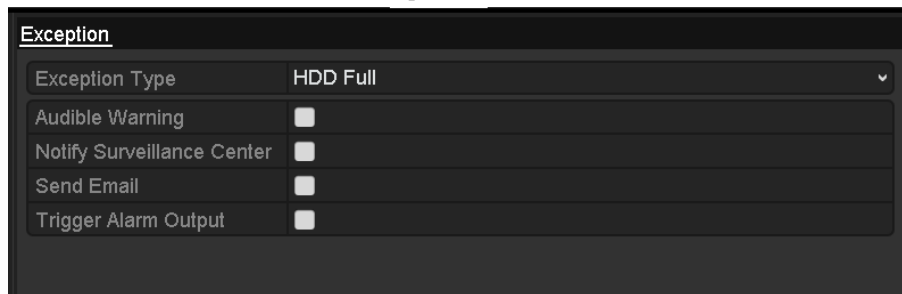 Exception
Exception Type HDD Full
Audible Warning
Notify Surveillance Center
Send Email
Trigger Alarm Output